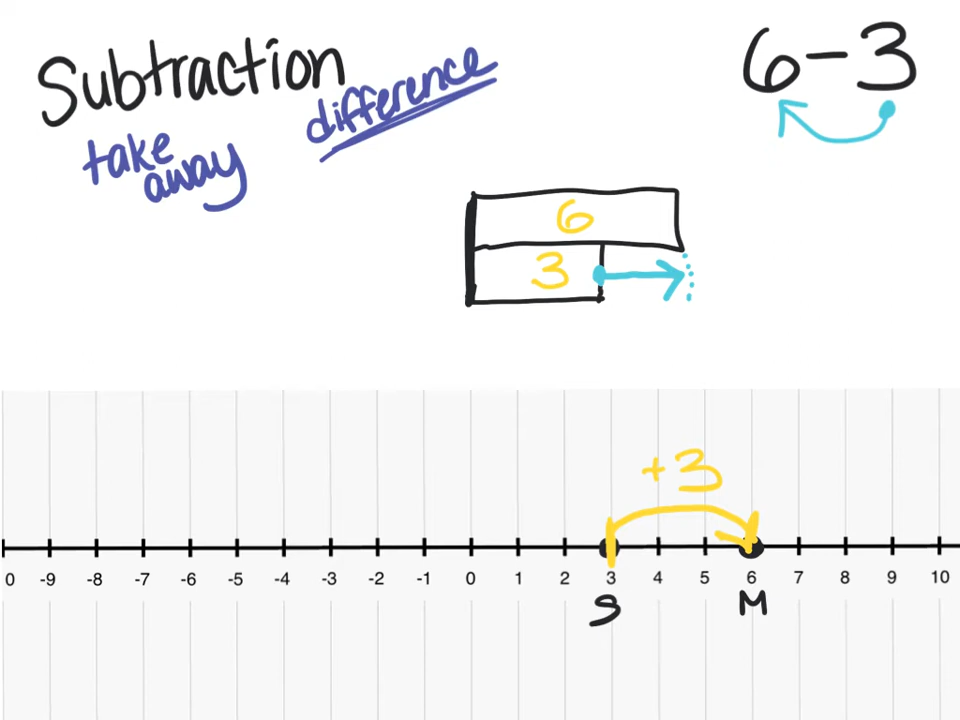 Subtraction
take away
difference
6-3
6
3
+3
0 -9 -8 -7 -6 -5 -4 -3 -2 -1 0 1 2 3 4 5 6 7 8 9 10
S M